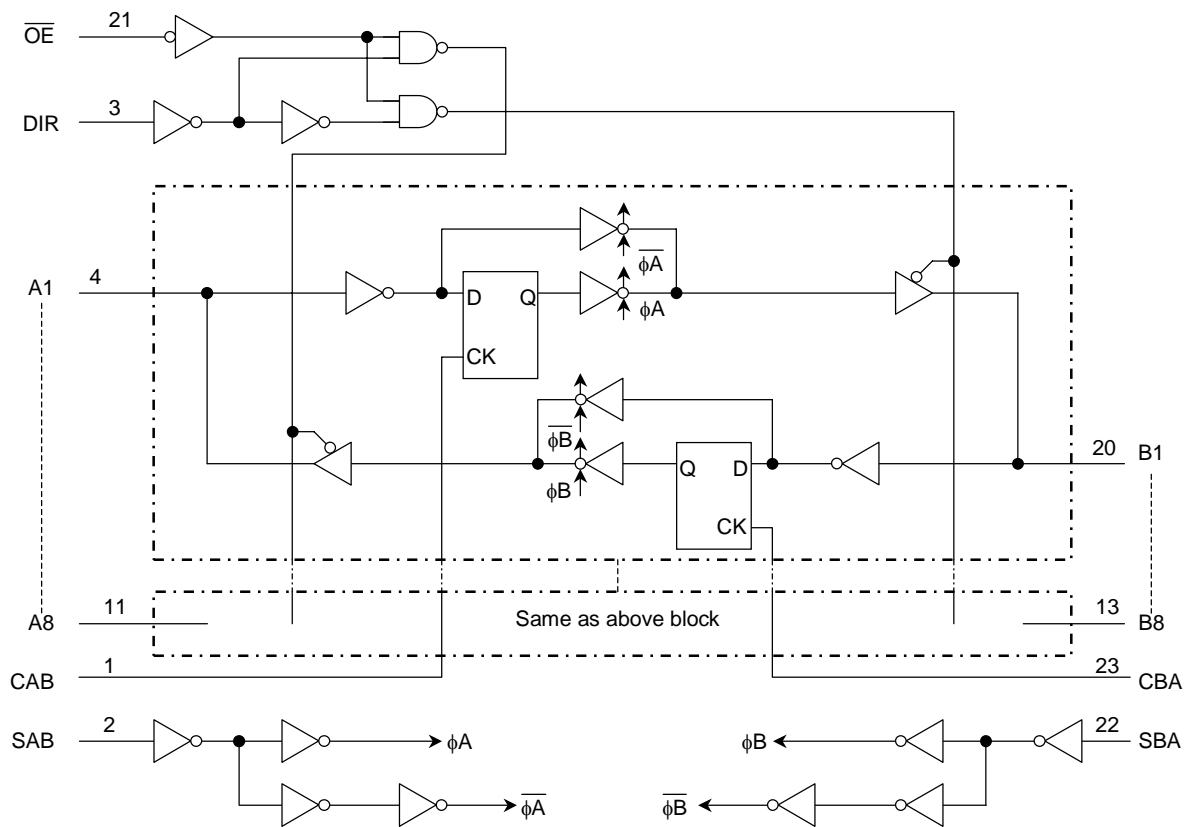 OE 21
DIR 3
A1 4
D Q
CK
φA
φA
φB
φB
Q D
CK
20 B1
A8 11
Same as above block
13 B8
CAB 1
23 CBA
SAB 2
φA
φA
φB
φB
22 SBA